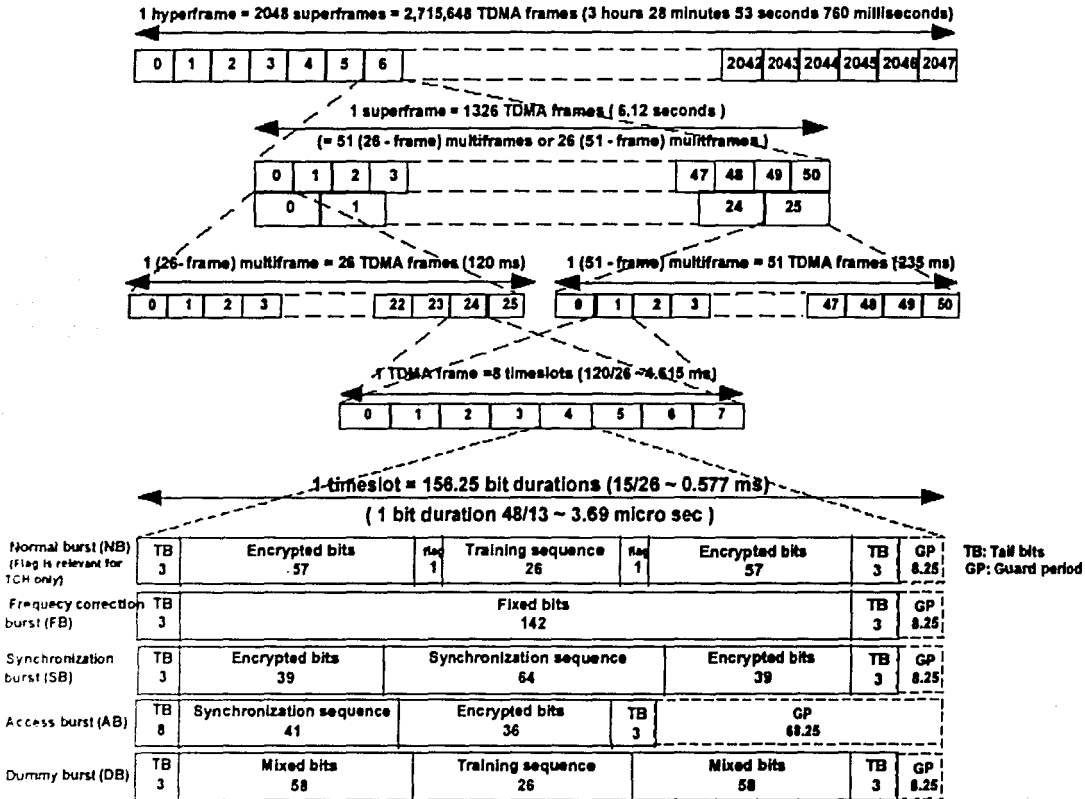 1 hyperframe = 2048 superframes = 2,715,648 TDMA frames (3 hours 28 minutes 53 seconds 760 milliseconds)
0 1 2 3 4 5 6 2042 2043 2044 2045 2046 2047
1 superframe = 1326 TDMA frames ( 6.12 seconds )
(= 51 (26 - frame) multiframes or 26 (51 - frame) mulitframes )
0 1 2 3 47 48 49 50
0 1 24 25
1 (26- frame) multiframe = 26 TDMA frames (120 ms) 1 (51 - frame) multiframe = 51 TDMA frames (235 ms)
0 1 2 3 22 23 24 25 0 1 2 3 47 48 49 50
1 TDMA frame =8 timeslots (120/26 ~4.615 ms)
0 1 2 3 4 5 6 7
1 timeslot = 156.25 bit durations (15/26 ~ 0.577 ms)
( 1 bit duration 48/13 ~ 3.69 micro sec )
Normal burst (NB) TB Encrypted bits flag Training sequence flag Encrypted bits TB GP TB: Tail bits
(Flag is relevant for 3 57 1 26 1 57 3 8.25 GP: Guard period
TCH only)
Frequecy correction TB Fixed bits TB GP
burst (FB) 3 142 3 8.25
Synchronization TB Encrypted bits Synchronization sequence Encrypted bits TB GP
burst (SB) 3 39 64 39 3 8.25
Access burst (AB) TB Synchronization sequence Encrypted bits TB GP
8 41 36 3 68.25
Dummy burst (DB) TB Mixed bits Training sequence Mixed bits TB GP
3 58 26 58 3 8.25